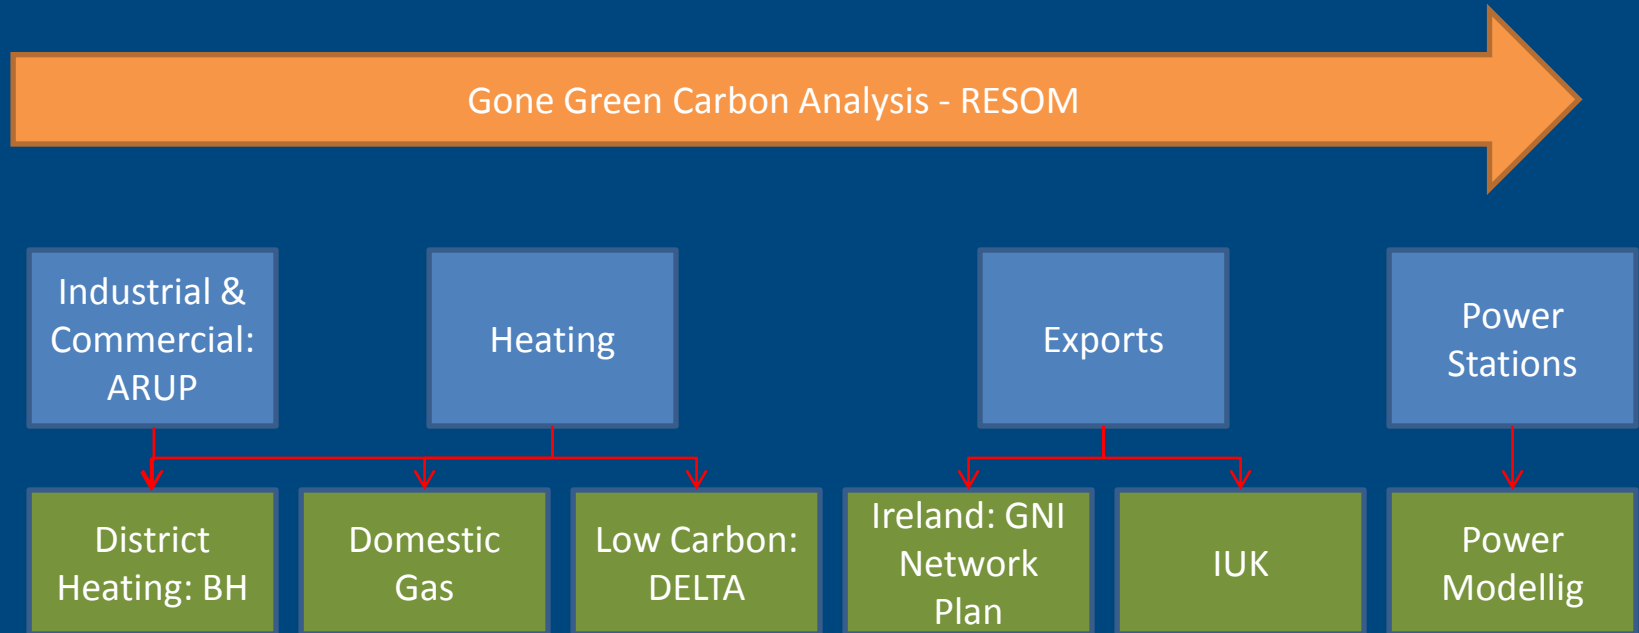 Gone Green Carbon Analysis - RESOM
Industrial &
Commercial:
ARUP
Heating
Exports
Power
Stations
District
Heating: BH
Domestic
Gas
Low Carbon:
DELTA
Ireland: GNI
Network
Plan
IUK
Power
Modellig